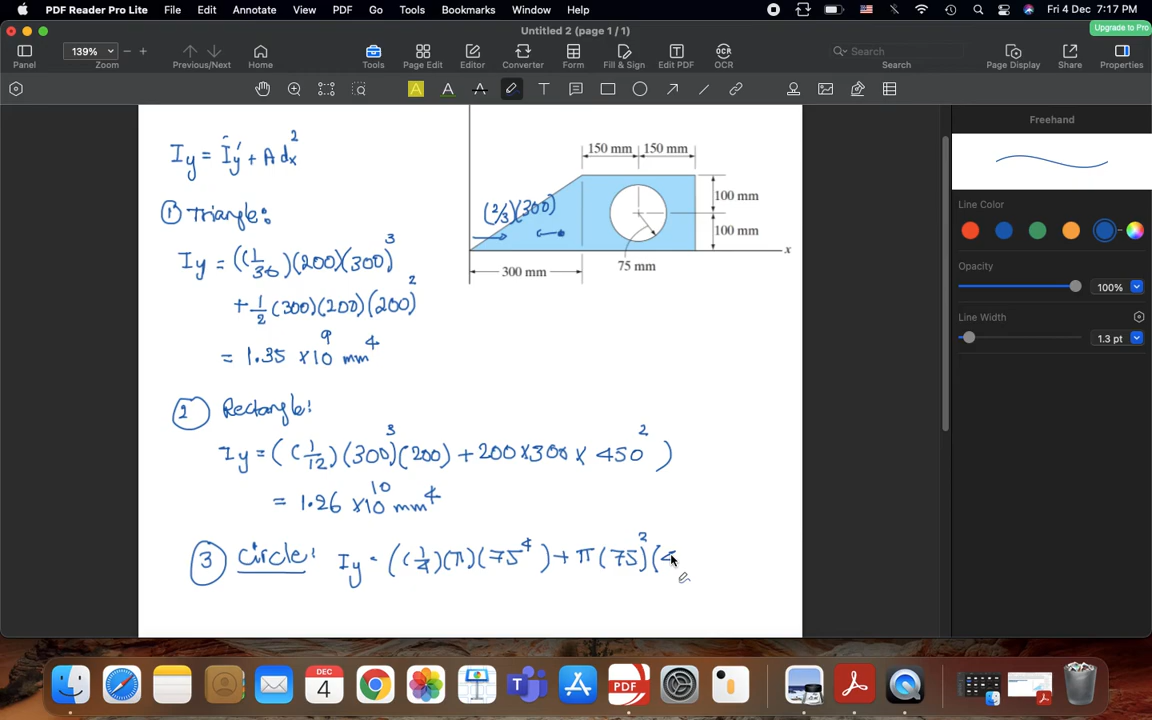 PDF Reader Pro Lite File Edit Annotate View PDF Go Tools Bookmarks Window Help Fri 4 Dec 7:17 PM
Untitled 2 (page 1 / 1)
Upgrade to Pro
139%
Search
Panel Zoom Previous/Next Home Tools Page Edit Editor Converter Form Fill & Sign Edit PDF OCR Search Page Display Share Properties
Freehand
Line Color
Opacity
100%
Line Width
1.3 pt
Iy = Īy' + A dx²
① Triangle:
Iy = ((1/36)(200)(300)³
+ 1/2 (300)(200)(200)²
= 1.35 × 10⁹ mm⁴
150 mm 150 mm
100 mm
100 mm
(2/3)(300)
x
75 mm
300 mm
② Rectangle:
Iy = ((1/12)(300)³(200) + 200 × 300 × 450²)
= 1.26 × 10¹⁰ mm⁴
③ Circle: Iy = ((1/4)(π)(75⁴) + π(75)²(4
DEC
4
PDF